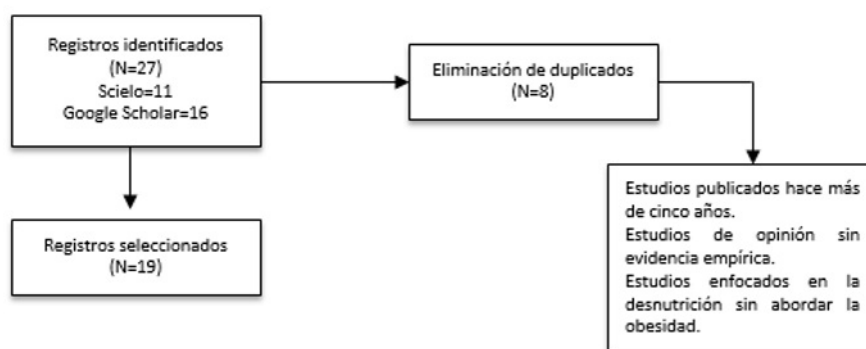 Registros identificados
(N=27)
Scielo=11
Google Scholar=16
Eliminación de duplicados
(N=8)
Registros seleccionados
(N=19)
Estudios publicados hace más
de cinco años.
Estudios de opinión sin
evidencia empírica.
Estudios enfocados en la
desnutrición sin abordar la
obesidad.